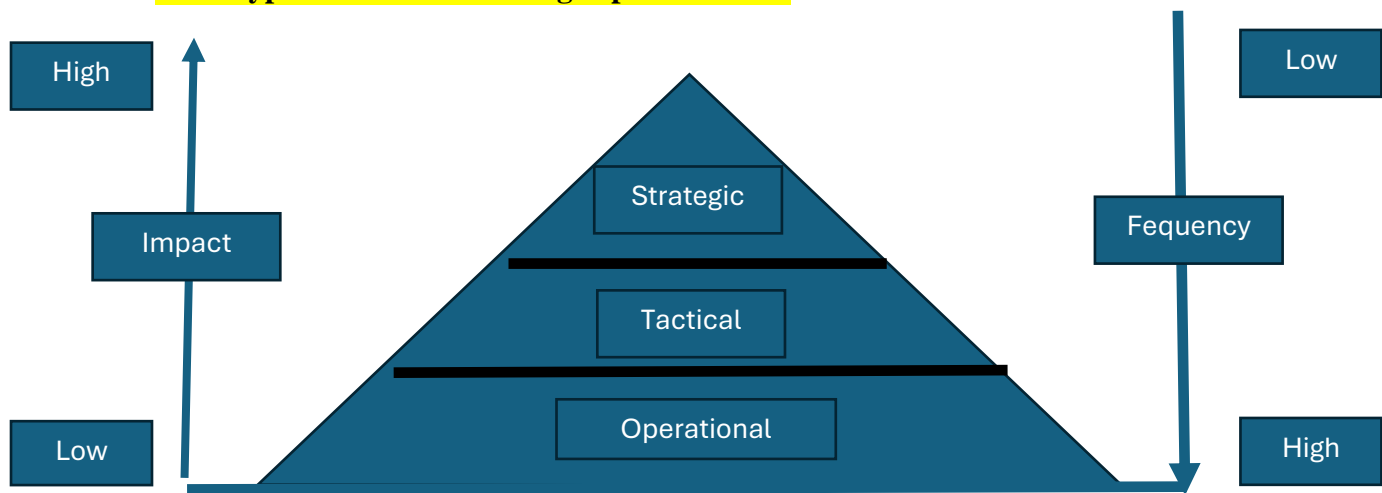 High
Low
Strategic
Impact
Fequency
Tactical
Operational
Low
High